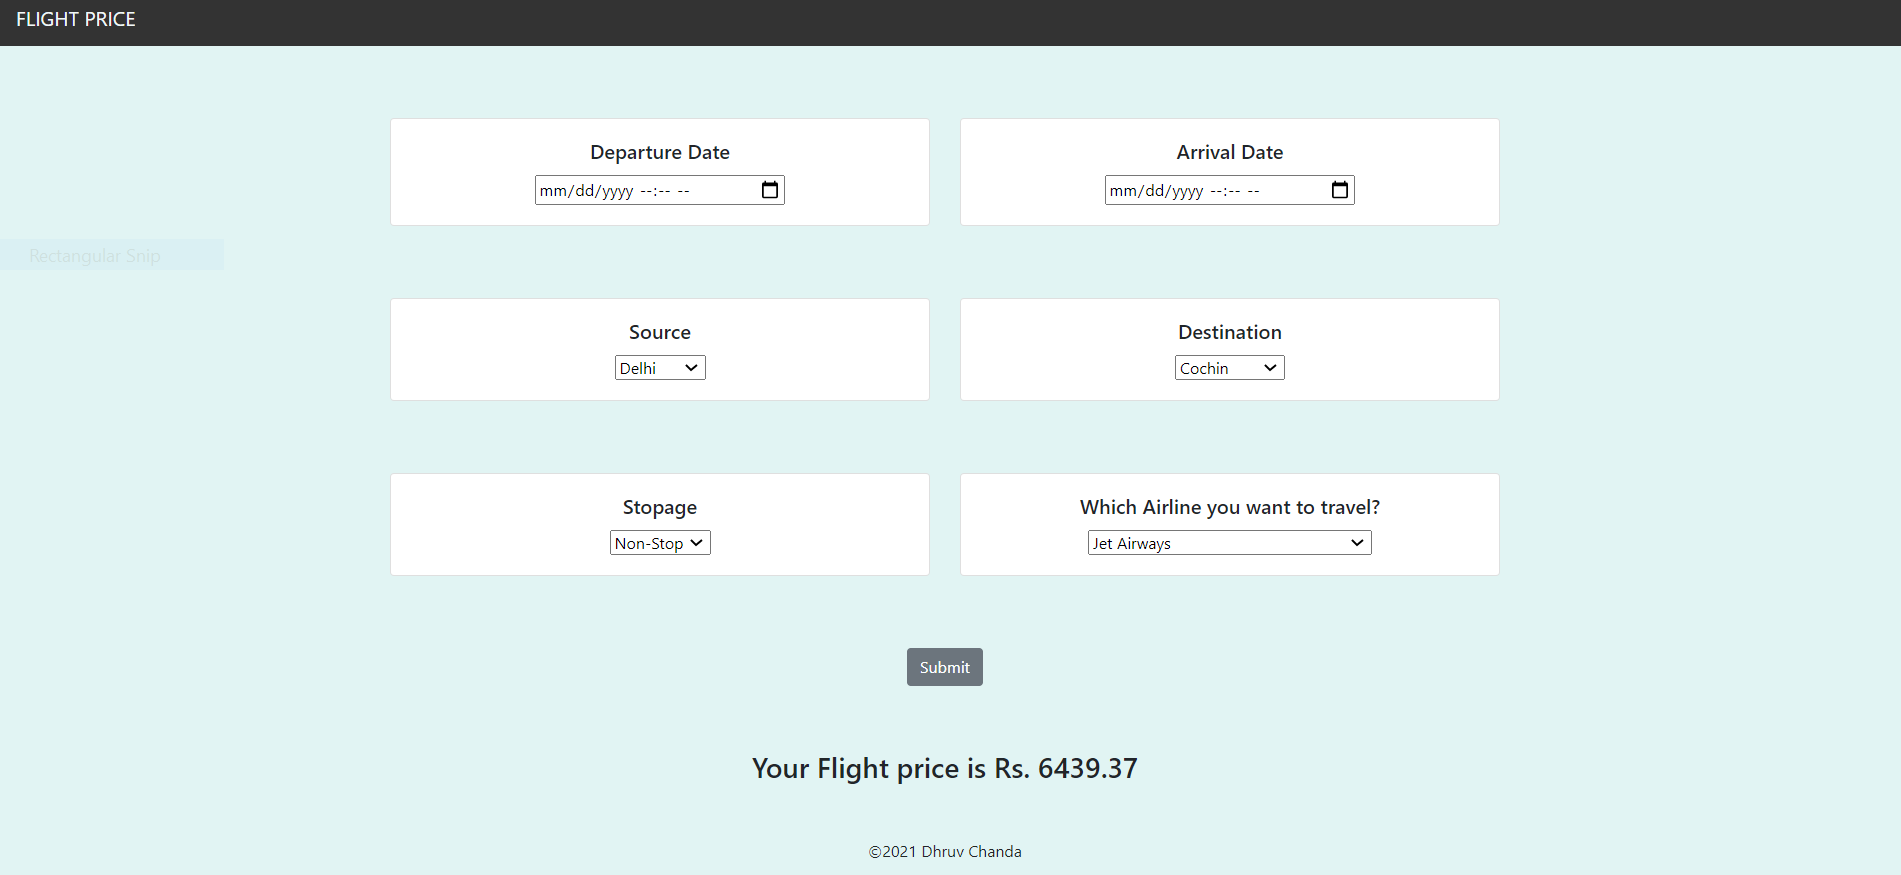 FLIGHT PRICE
Departure Date
Arrival Date
mm/dd/yyyy --:-- --
mm/dd/yyyy --:-- --
Rectangular Snip
Source
Destination
Delhi
Cochin
Stopage
Which Airline you want to travel?
Non-Stop
Jet Airways
Submit
Your Flight price is Rs. 6439.37
©2021 Dhruv Chanda